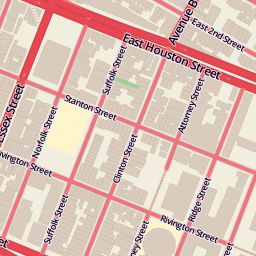 East 2nd Street
Avenue B
East Houston Street
Suffolk Street
Stanton Street
Attorney Street
Norfolk Street
Clinton Street
Rivington Street
Ridge Street
Suffolk Street
Rivington Street
Street